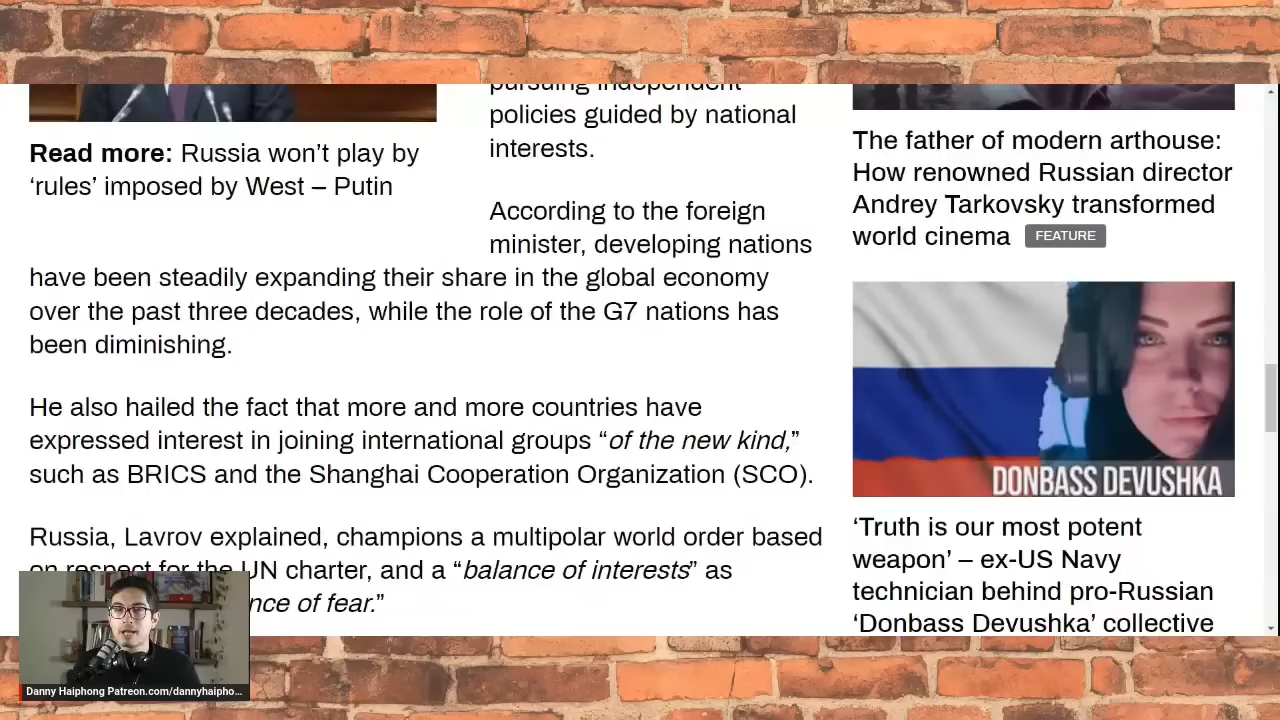 pursuing independent
policies guided by national
interests.
Read more: Russia won’t play by
‘rules’ imposed by West – Putin
According to the foreign
minister, developing nations
have been steadily expanding their share in the global economy
over the past three decades, while the role of the G7 nations has
been diminishing.
He also hailed the fact that more and more countries have
expressed interest in joining international groups “of the new kind,”
such as BRICS and the Shanghai Cooperation Organization (SCO).
Russia, Lavrov explained, champions a multipolar world order based
on respect for the UN charter, and a “balance of interests” as
nce of fear.”
The father of modern arthouse:
How renowned Russian director
Andrey Tarkovsky transformed
world cinema FEATURE
DONBASS DEVUSHKA
‘Truth is our most potent
weapon’ – ex-US Navy
technician behind pro-Russian
‘Donbass Devushka’ collective
Danny Haiphong Patreon.com/dannyhaipho...